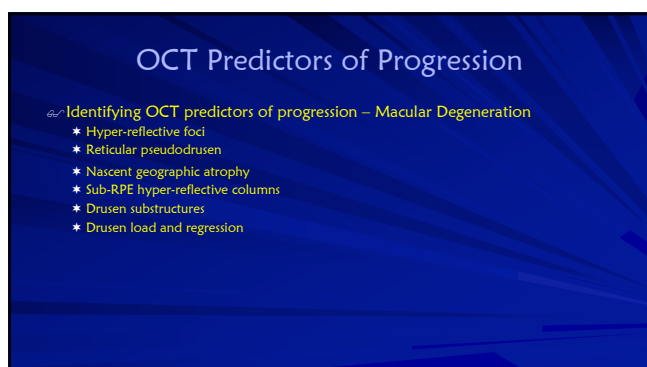 OCT Predictors of Progression
Identifying OCT predictors of progression – Macular Degeneration
Hyper-reflective foci
Reticular pseudodrusen
Nascent geographic atrophy
Sub-RPE hyper-reflective columns
Drusen substructures
Drusen load and regression